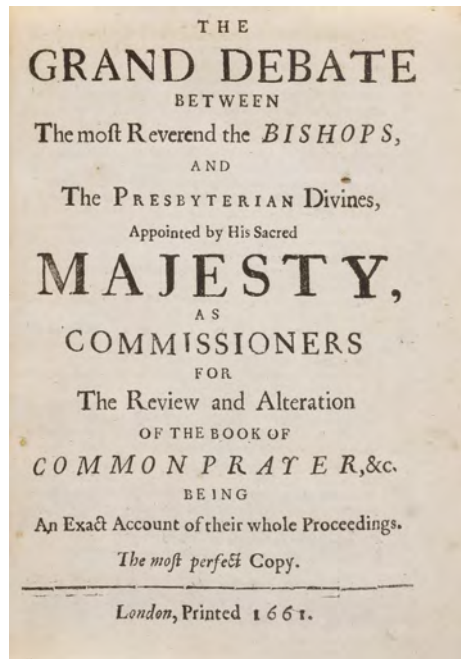 THE
GRAND DEBATE
BETWEEN
The moſt Reverend the BISHOPS,
AND
The PRESBYTERIAN Divines,
Appointed by His Sacred
MAJESTY,
AS
COMMISSIONERS
FOR
The Review and Alteration
OF THE BOOK OF
COMMON PRAYER,&c.
BEING
An Exact Account of their whole Proceedings.
The moſt perfect Copy.
London, Printed 1661.